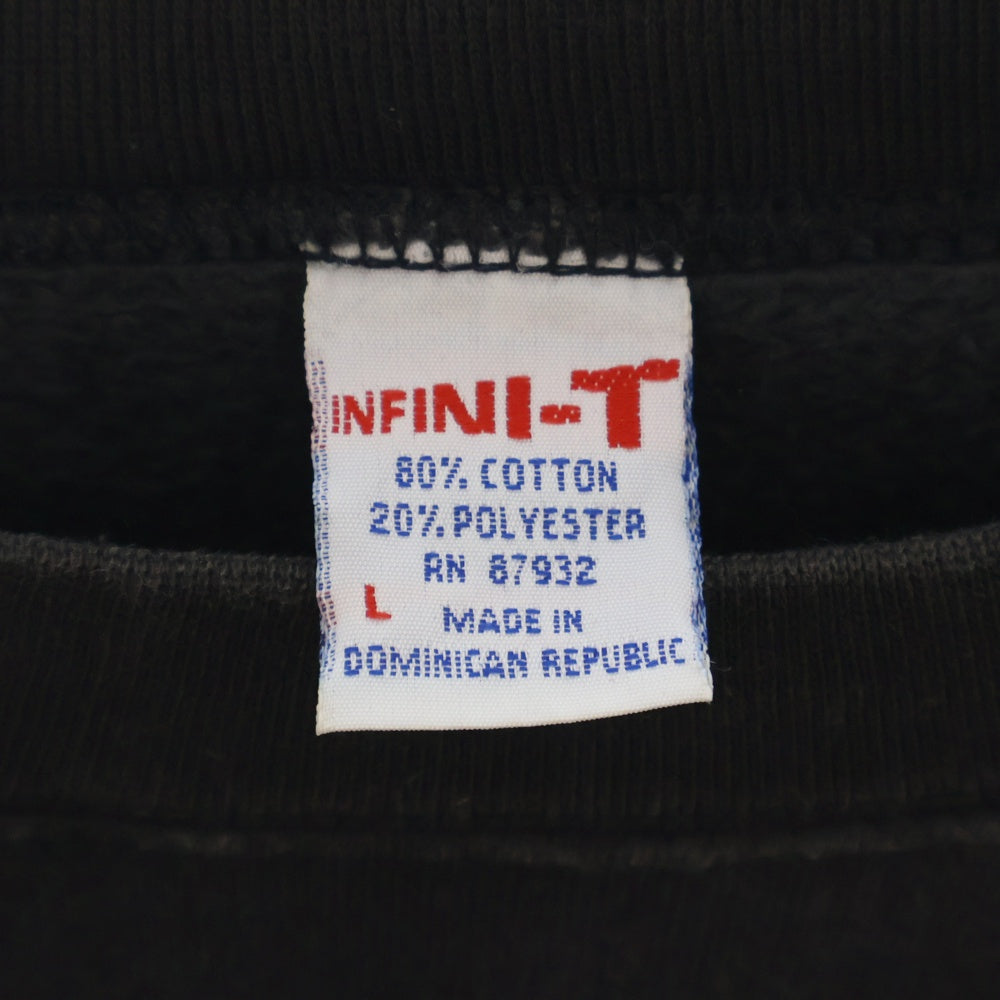 INFINI-T
80% COTTON
20% POLYESTER
RN 87932
L
MADE IN
DOMINICAN REPUBLIC